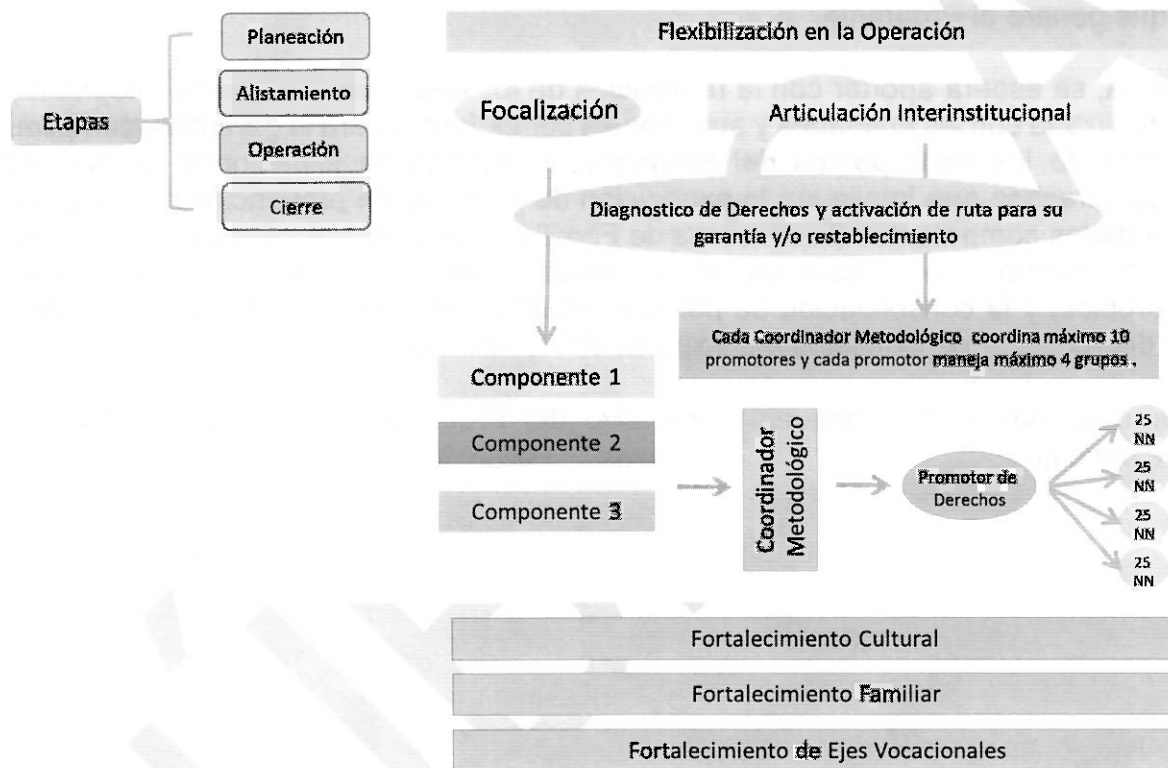 Etapas
Planeación
Alistamiento
Operación
Cierre
Flexibilización en la Operación
Focalización
Articulación Interinstitucional
Diagnostico de Derechos y activación de ruta para su
garantía y/o restablecimiento
Cada Coordinador Metodológico coordina máximo 10
promotores y cada promotor maneja máximo 4 grupos.
Componente 1
Componente 2
Componente 3
Coordinador
Metodológico
Promotor de
Derechos
25
NN
25
NN
25
NN
25
NN
Fortalecimiento Cultural
Fortalecimiento Familiar
Fortalecimiento de Ejes Vocacionales